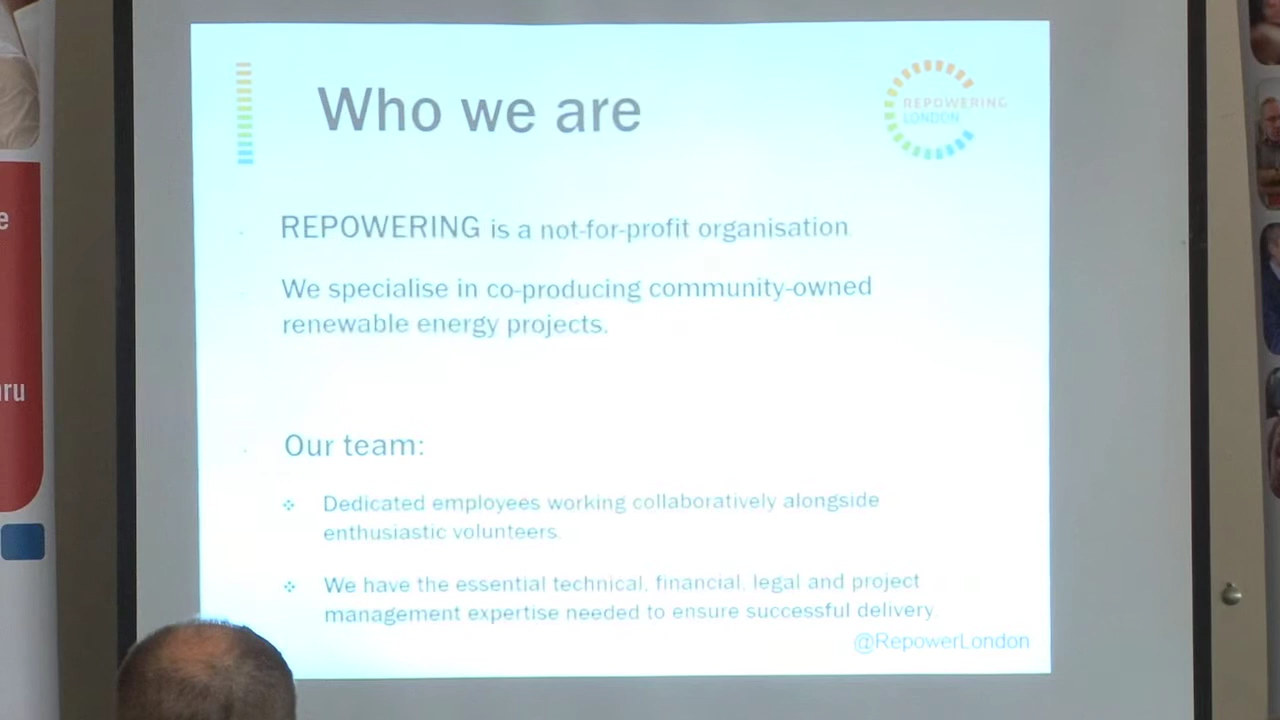 Who we are
REPOWERING
LONDON
REPOWERING is a not-for-profit organisation
We specialise in co-producing community-owned
renewable energy projects.
Our team:
Dedicated employees working collaboratively alongside
enthusiastic volunteers.
We have the essential technical, financial, legal and project
management expertise needed to ensure successful delivery.
@RepowerLondon